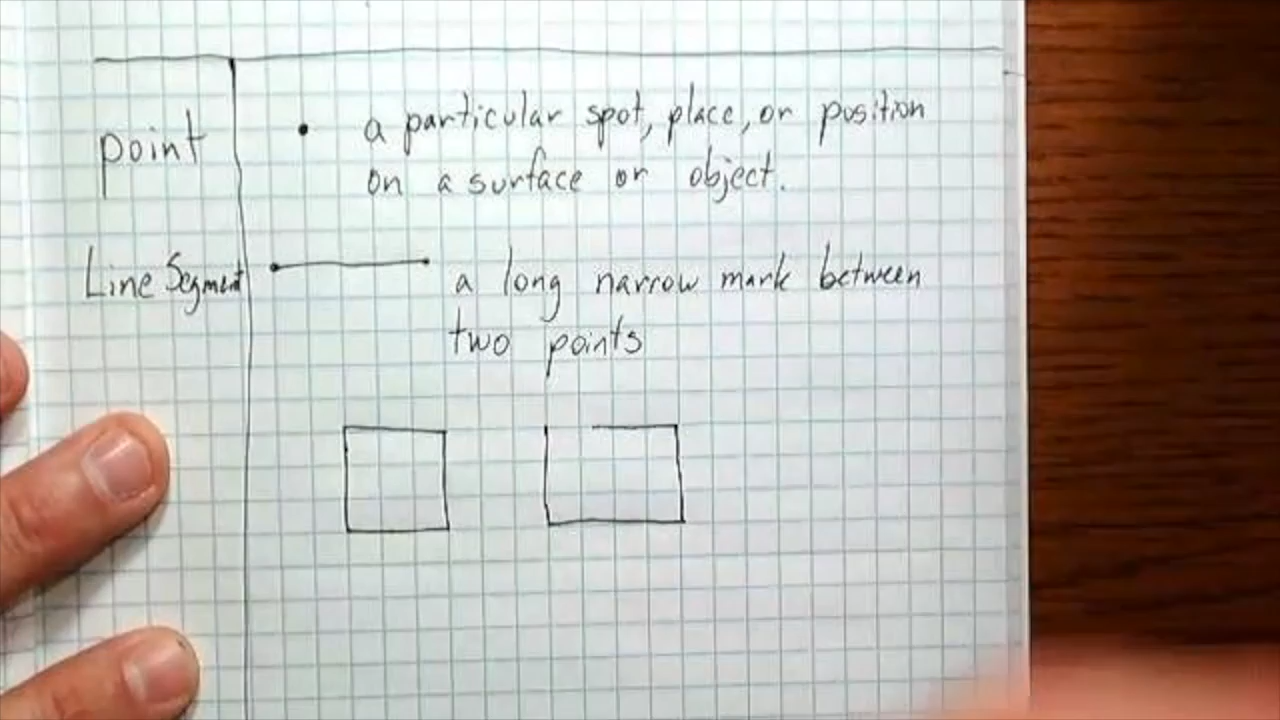 point
a particular spot, place, or position
on a surface or object.
Line Segment
a long narrow mark between
two points